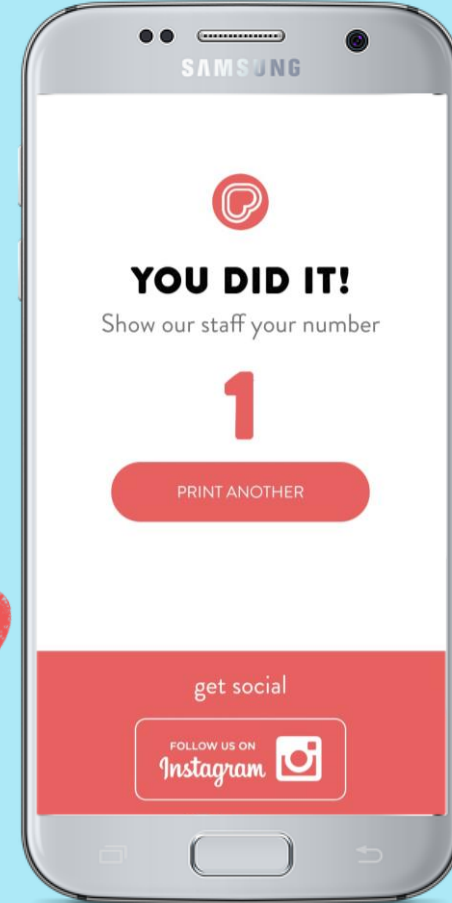 SAMSUNG
YOU DID IT!
Show our staff your number
1
PRINT ANOTHER
get social
FOLLOW US ON
Instagram